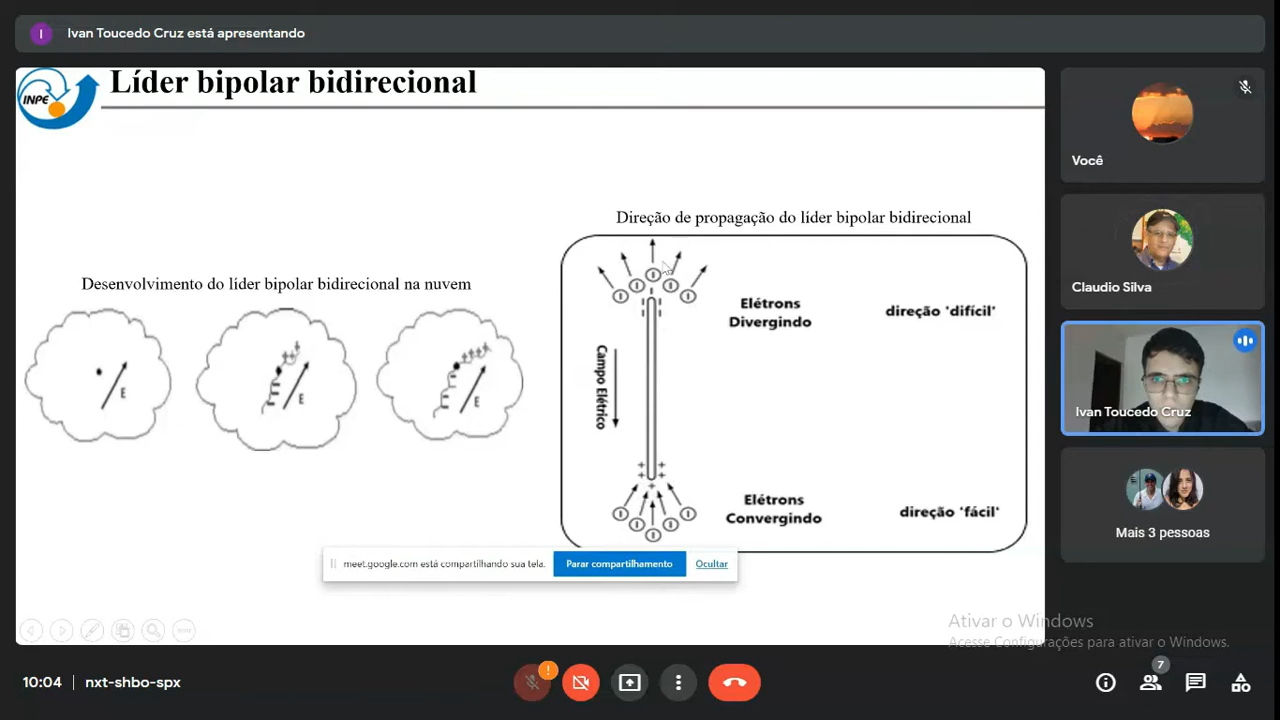 I
Ivan Toucedo Cruz está apresentando
INPE
Líder bipolar bidirecional
Direção de propagação do líder bipolar bidirecional
Desenvolvimento do líder bipolar bidirecional na nuvem
E
E
E
Campo Elétrico
Elétrons
Divergindo
direção 'difícil'
Elétrons
Convergindo
direção 'fácil'
meet.google.com está compartilhando sua tela.
Parar compartilhamento
Ocultar
Você
Claudio Silva
Ivan Toucedo Cruz
Mais 3 pessoas
Ativar o Windows
Acesse Configurações para ativar o Windows.
10:04 | nxt-shbo-spx
!
7